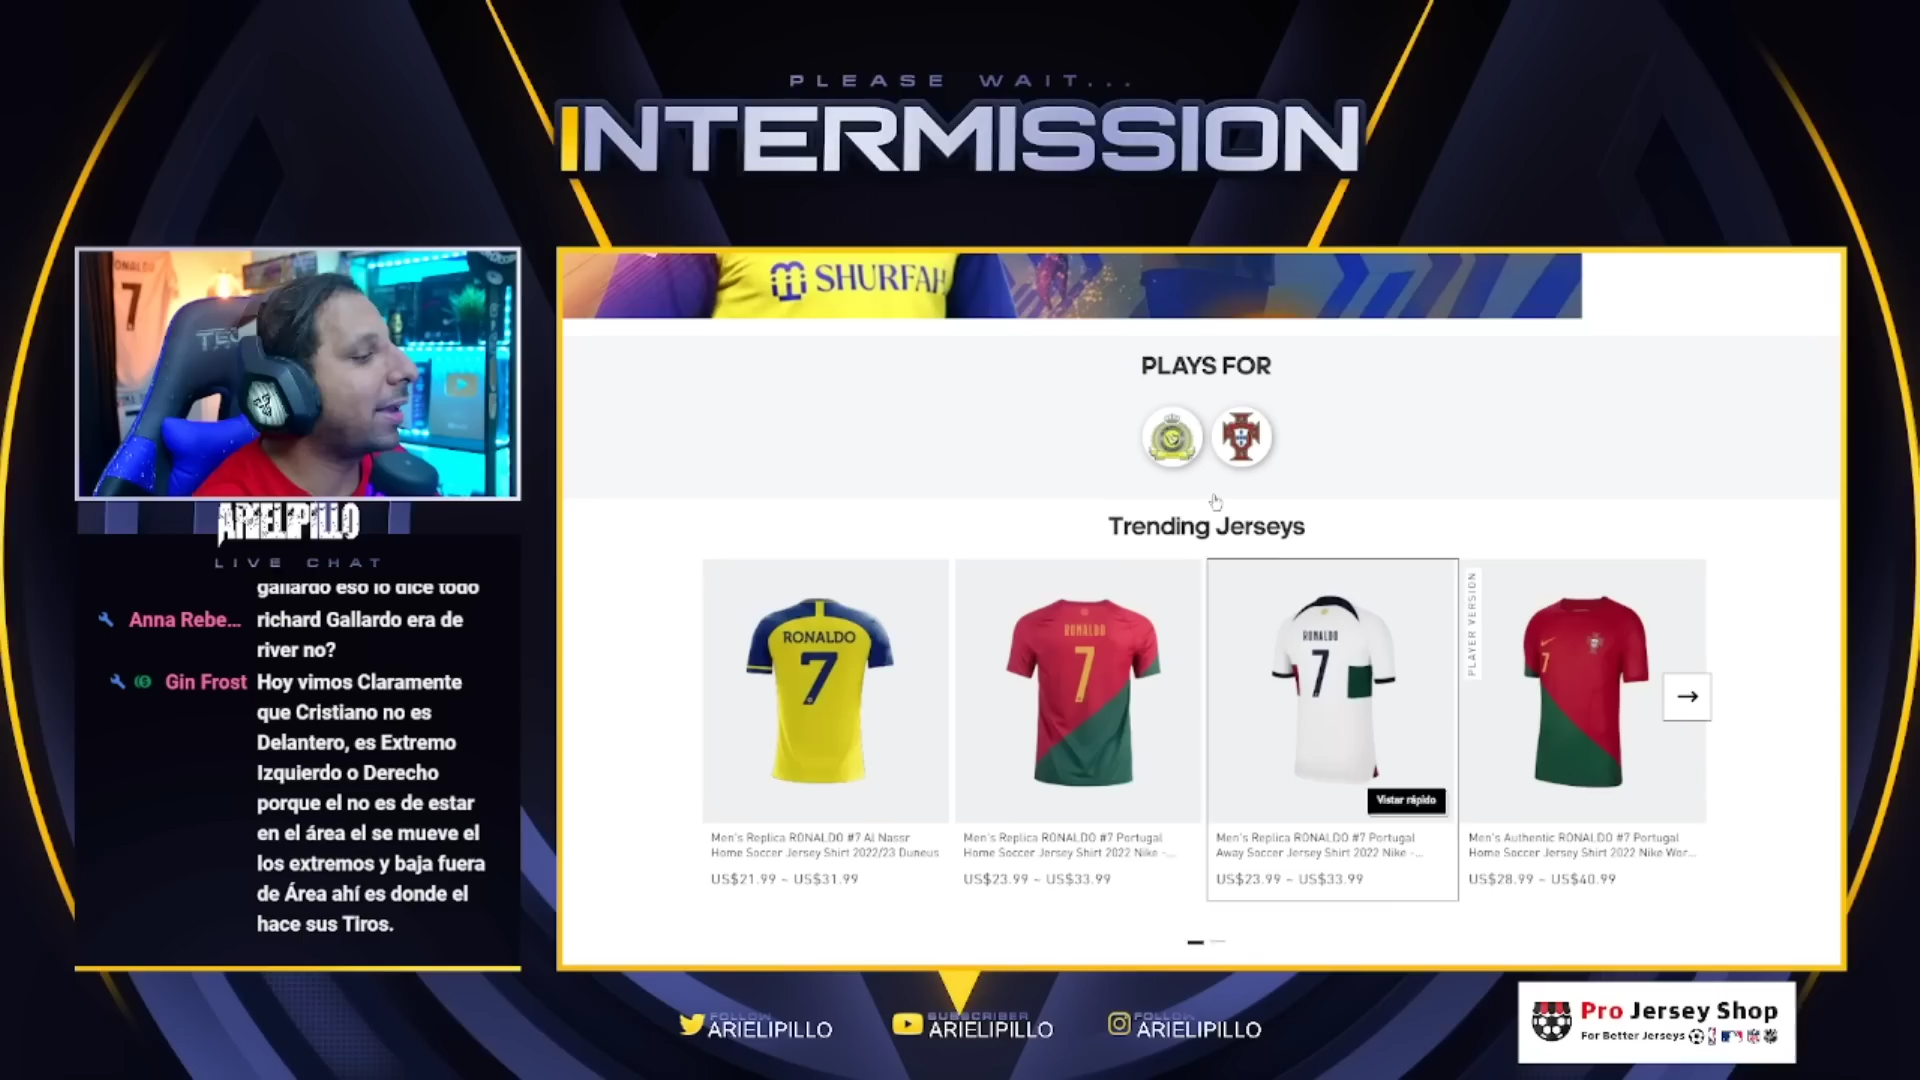 PLEASE WAIT...
INTERMISSION
ONALDO
7
ARIELIPILLO
LIVE CHAT
gallardo eso lo dice todo
Anna Rebe... richard Gallardo era de
river no?
Gin Frost Hoy vimos Claramente
que Cristiano no es
Delantero, es Extremo
Izquierdo o Derecho
porque el no es de estar
en el área el se mueve el
los extremos y baja fuera
de Área ahí es donde el
hace sus Tiros.
SHURFAH
PLAYS FOR
Trending Jerseys
RONALDO
7
RONALDO
7
RONALDO
7
Vistar rápido
PLAYER VERSION
7
→
Men's Replica RONALDO #7 Al Nassr
Home Soccer Jersey Shirt 2022/23 Duneus
US$21.99 ~ US$31.99
Men's Replica RONALDO #7 Portugal
Home Soccer Jersey Shirt 2022 Nike -...
US$23.99 ~ US$33.99
Men's Replica RONALDO #7 Portugal
Away Soccer Jersey Shirt 2022 Nike -...
US$23.99 ~ US$33.99
Men's Authentic RONALDO #7 Portugal
Home Soccer Jersey Shirt 2022 Nike Wor...
US$28.99 ~ US$40.99
FOLLOW
ARIELIPILLO
SUBSCRIBER
ARIELIPILLO
FOLLOW
ARIELIPILLO
Pro Jersey Shop
For Better Jerseys